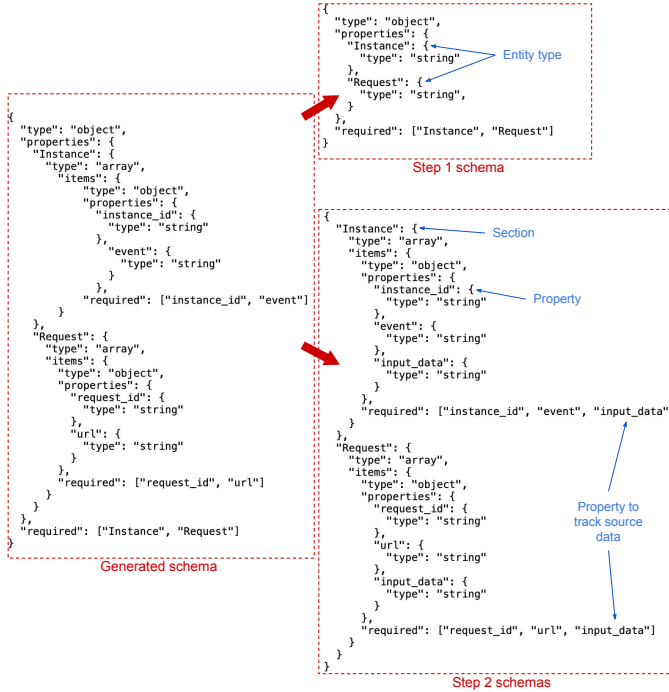 {
  "type": "object",
  "properties": {
    "Instance": {
      "type": "array",
        "items": {
            "type": "object",
            "properties": {
              "instance_id": {
                "type": "string"
              },
                "event": {
                  "type": "string"
                }
              },
            "required": ["instance_id", "event"]
        }
    },
    "Request": {
      "type": "array",
      "items": {
        "type": "object",
        "properties": {
          "request_id": {
            "type": "string"
          },
          "url": {
            "type": "string"
          }
        },
        "required": ["request_id", "url"]
      }
    }
  },
  "required": ["Instance", "Request"]
}
Generated schema
{
  "type": "object",
  "properties": {
    "Instance": {
      "type": "string"
    },
    "Request": {
      "type": "string",
    }
  },
  "required": ["Instance", "Request"]
}
Entity type
Step 1 schema
{
  "Instance": {
    "type": "array",
    "items": {
      "type": "object",
      "properties": {
        "instance_id": {
          "type": "string"
        },
        "event": {
          "type": "string"
        },
        "input_data": {
          "type": "string"
        }
      },
      "required": ["instance_id", "event", "input_data"
    }
  },
  "Request": {
    "type": "array",
    "items": {
      "type": "object",
      "properties": {
        "request_id": {
          "type": "string"
        },
        "url": {
          "type": "string"
        },
        "input_data": {
          "type": "string"
        }
      },
      "required": ["request_id", "url", "input_data"]
    }
  }
}
Section
Property
Property to
track source
data
Step 2 schemas